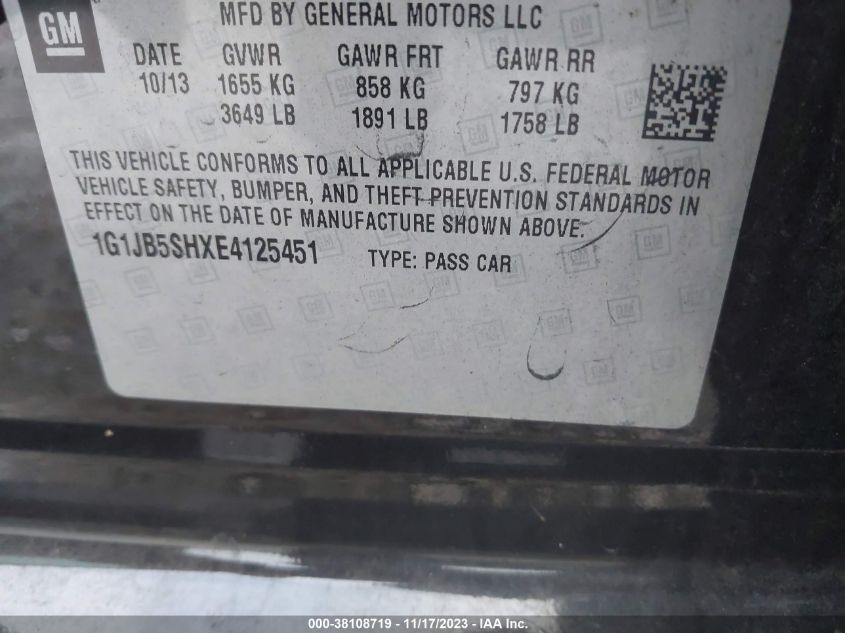 GM
MFD BY GENERAL MOTORS LLC
DATE GVWR GAWR FRT GAWR RR
10/13 1655 KG 858 KG 797 KG
3649 LB 1891 LB 1758 LB
THIS VEHICLE CONFORMS TO ALL APPLICABLE U.S. FEDERAL MOTOR
VEHICLE SAFETY, BUMPER, AND THEFT PREVENTION STANDARDS IN
EFFECT ON THE DATE OF MANUFACTURE SHOWN ABOVE.
1G1JB5SHXE4125451 TYPE: PASS CAR
000-38108719 - 11/17/2023 - IAA, Inc.